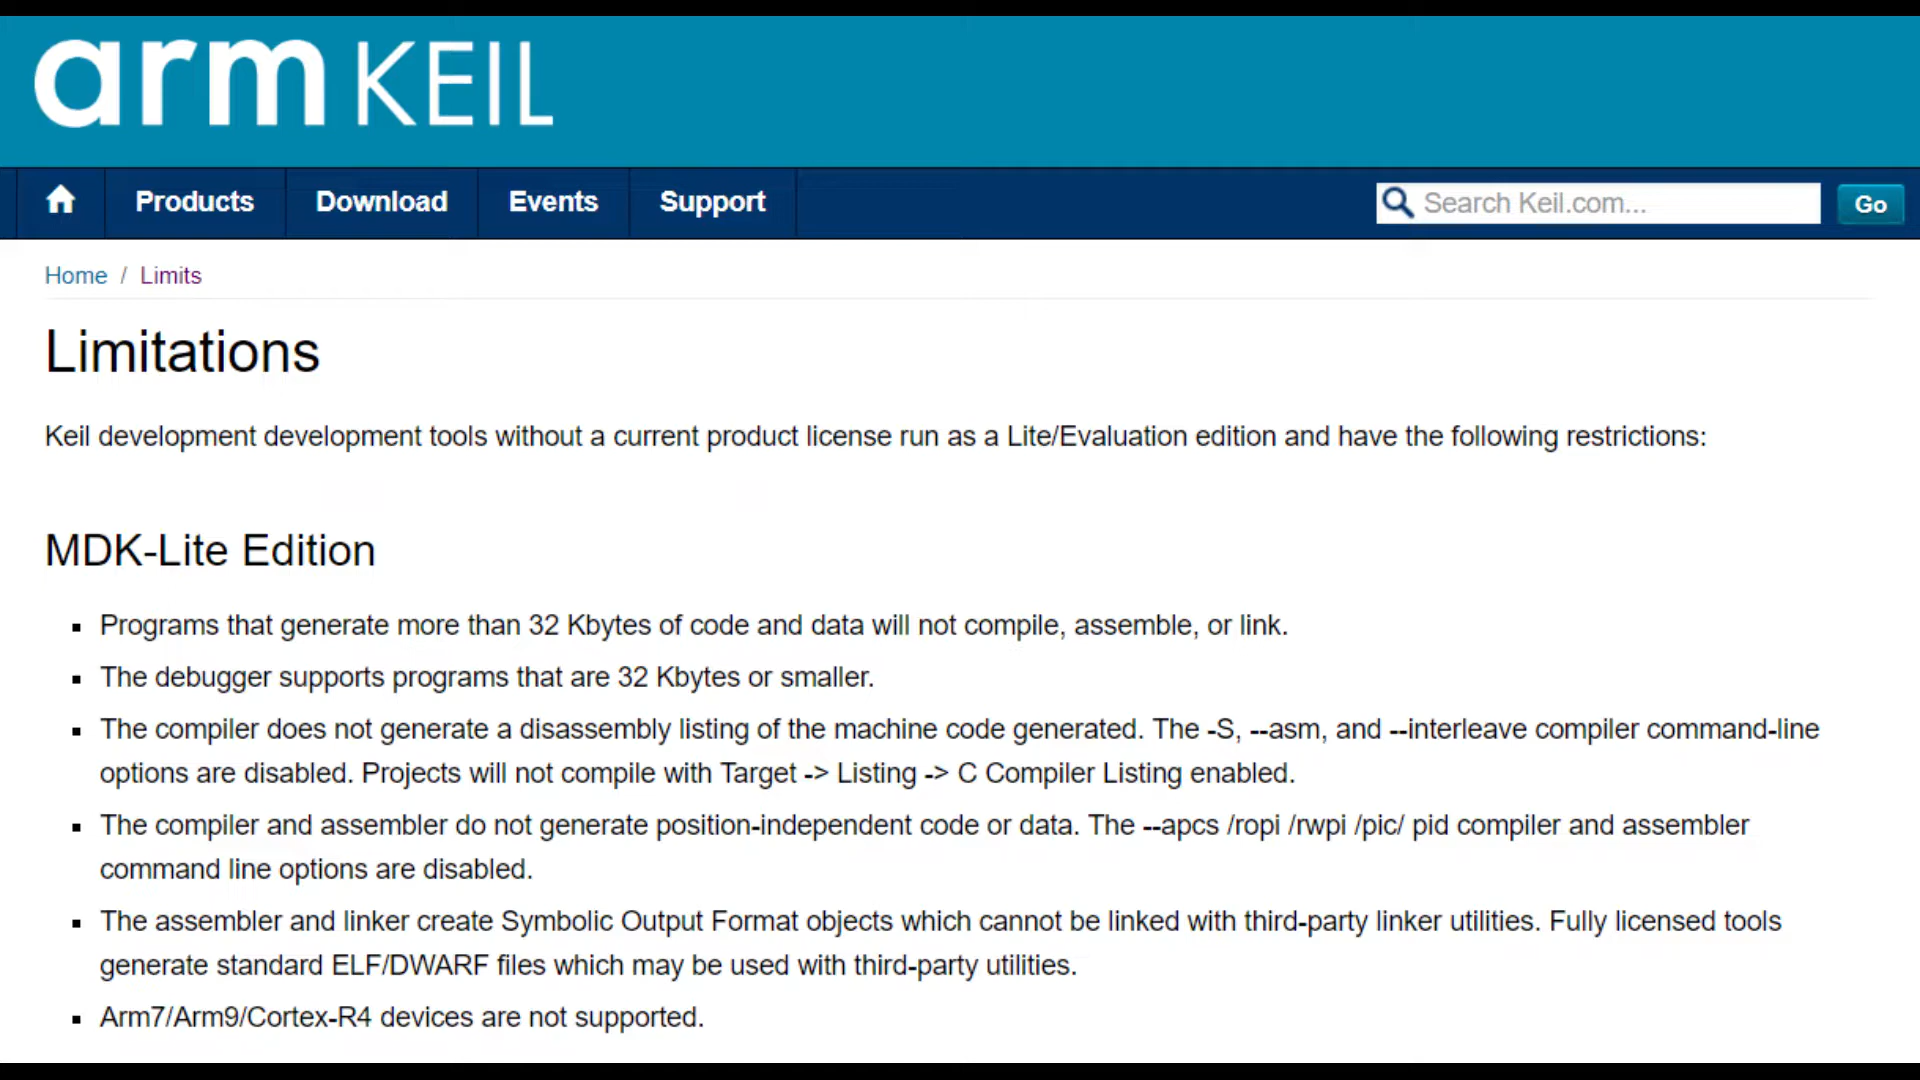 arm KEIL
Products Download Events Support Search Keil.com... Go
Home / Limits
Limitations
Keil development development tools without a current product license run as a Lite/Evaluation edition and have the following restrictions:
MDK-Lite Edition
▪ Programs that generate more than 32 Kbytes of code and data will not compile, assemble, or link.
▪ The debugger supports programs that are 32 Kbytes or smaller.
▪ The compiler does not generate a disassembly listing of the machine code generated. The -S, --asm, and --interleave compiler command-line
options are disabled. Projects will not compile with Target -> Listing -> C Compiler Listing enabled.
▪ The compiler and assembler do not generate position-independent code or data. The --apcs /ropi /rwpi /pic/ pid compiler and assembler
command line options are disabled.
▪ The assembler and linker create Symbolic Output Format objects which cannot be linked with third-party linker utilities. Fully licensed tools
generate standard ELF/DWARF files which may be used with third-party utilities.
▪ Arm7/Arm9/Cortex-R4 devices are not supported.